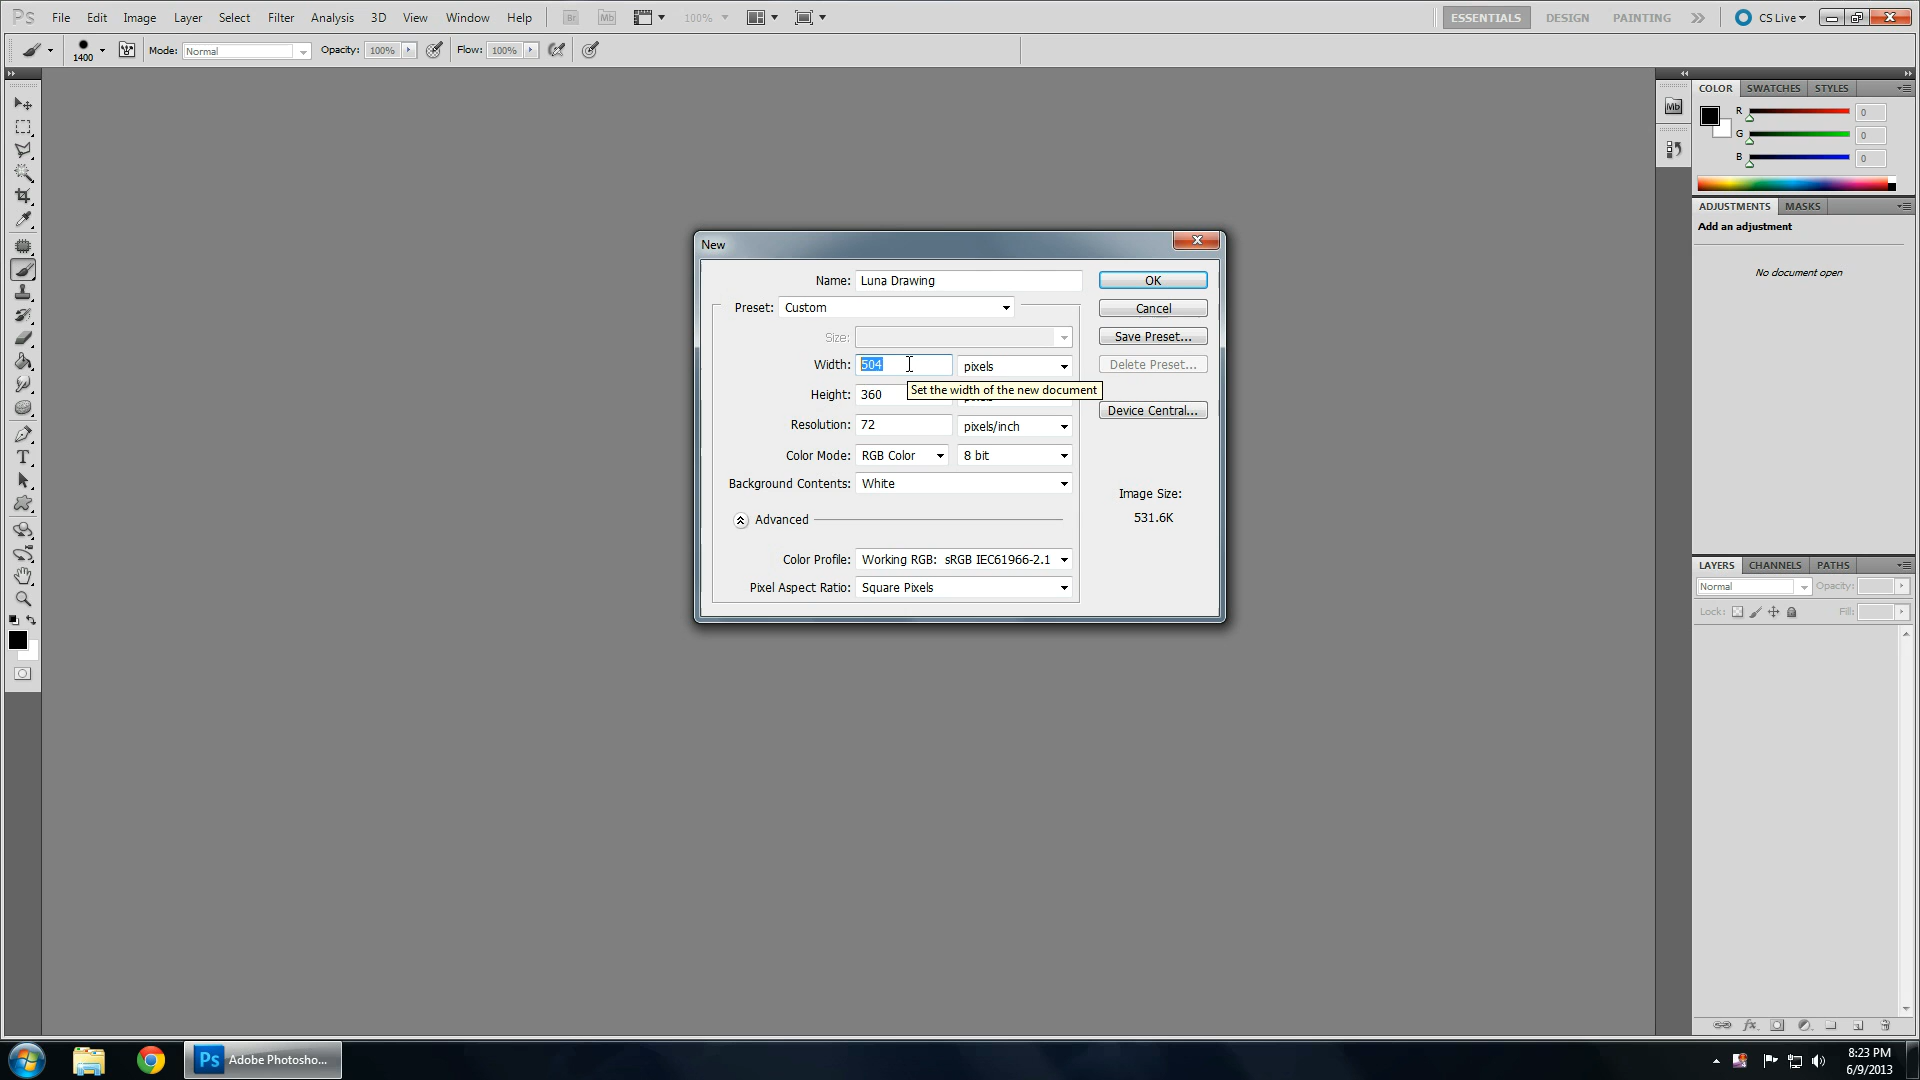 Ps File Edit Image Layer Select Filter Analysis 3D View Window Help Br Mb 100% ESSENTIALS DESIGN PAINTING CS Live
1400 Mode: Normal Opacity: 100% Flow: 100%
COLOR SWATCHES STYLES
Mb
R 0
G 0
B 0
ADJUSTMENTS MASKS
Add an adjustment
No document open
New
Name: Luna Drawing OK
Preset: Custom Cancel
Size: Save Preset...
Width: 504 pixels Delete Preset...
Set the width of the new document
Height: 360
Device Central...
Resolution: 72 pixels/inch
Color Mode: RGB Color 8 bit
Background Contents: White
Image Size:
531.6K
Advanced
Color Profile: Working RGB: sRGB IEC61966-2.1
Pixel Aspect Ratio: Square Pixels
LAYERS CHANNELS PATHS
Normal Opacity:
Lock: Fill:
Ps Adobe Photosho...
8:23 PM
6/9/2013